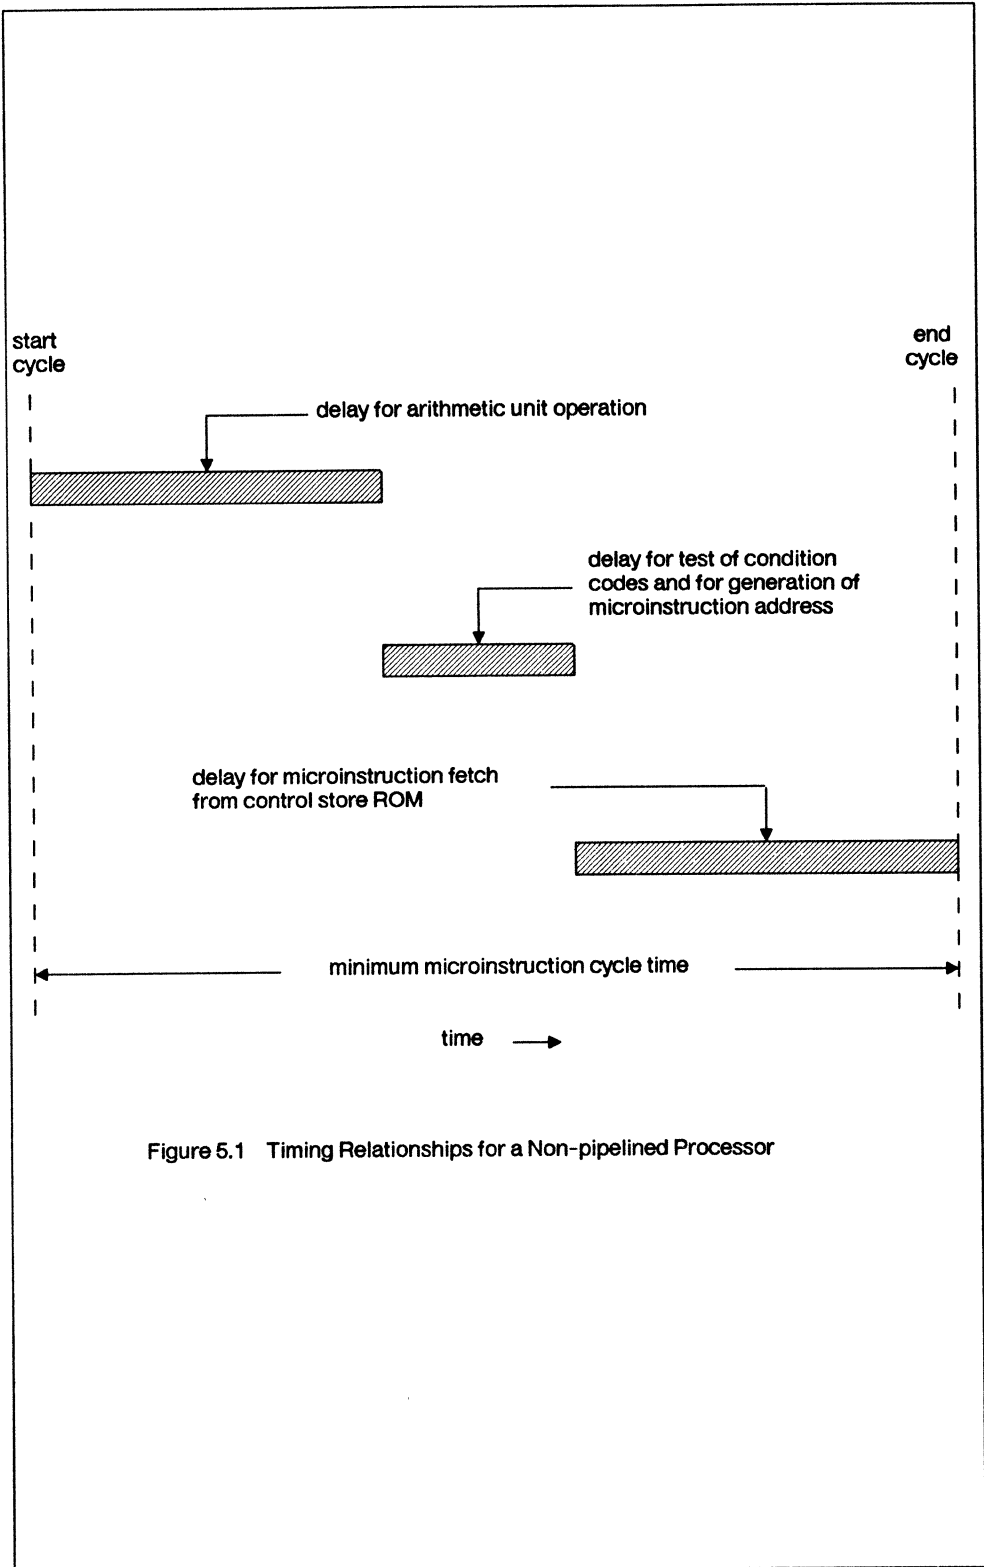 start
cycle
end
cycle
delay for arithmetic unit operation
delay for test of condition
codes and for generation of
microinstruction address
delay for microinstruction fetch
from control store ROM
minimum microinstruction cycle time
time
Figure 5.1 Timing Relationships for a Non-pipelined Processor